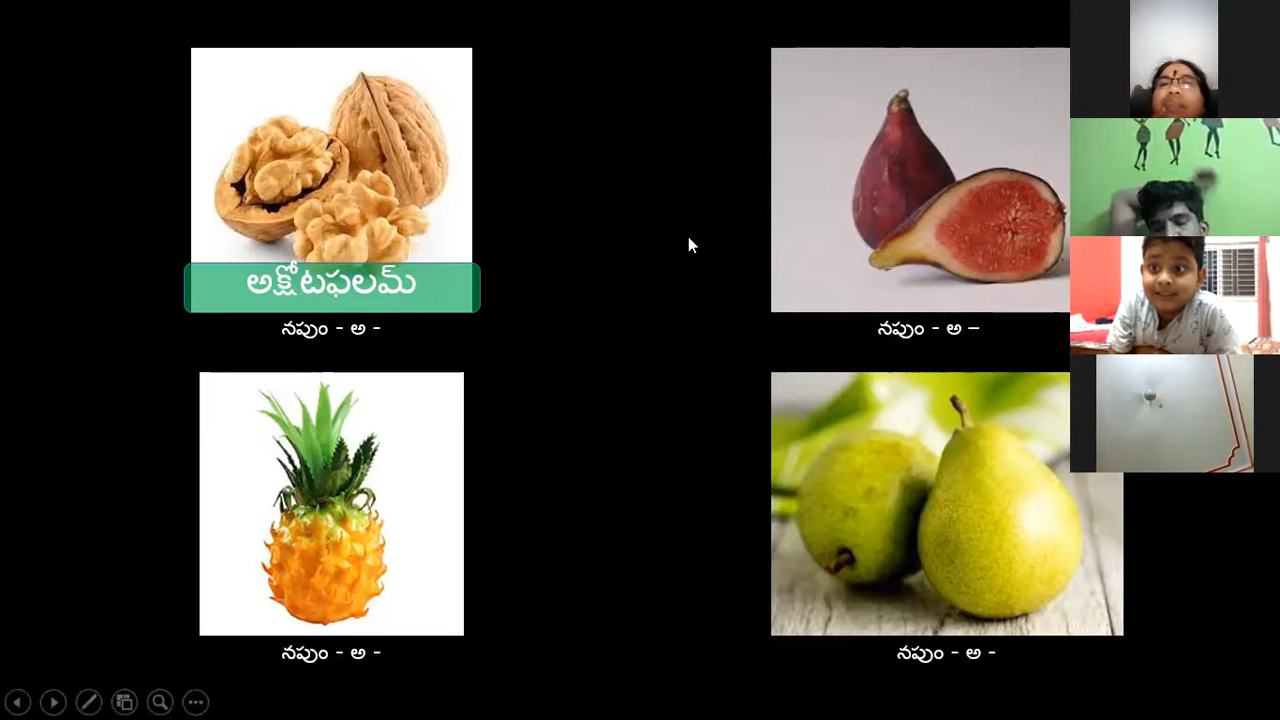 అక్షోటఫలమ్
నపుం - అ -
నపుం - అ –
నపుం - అ -
నపుం - అ -